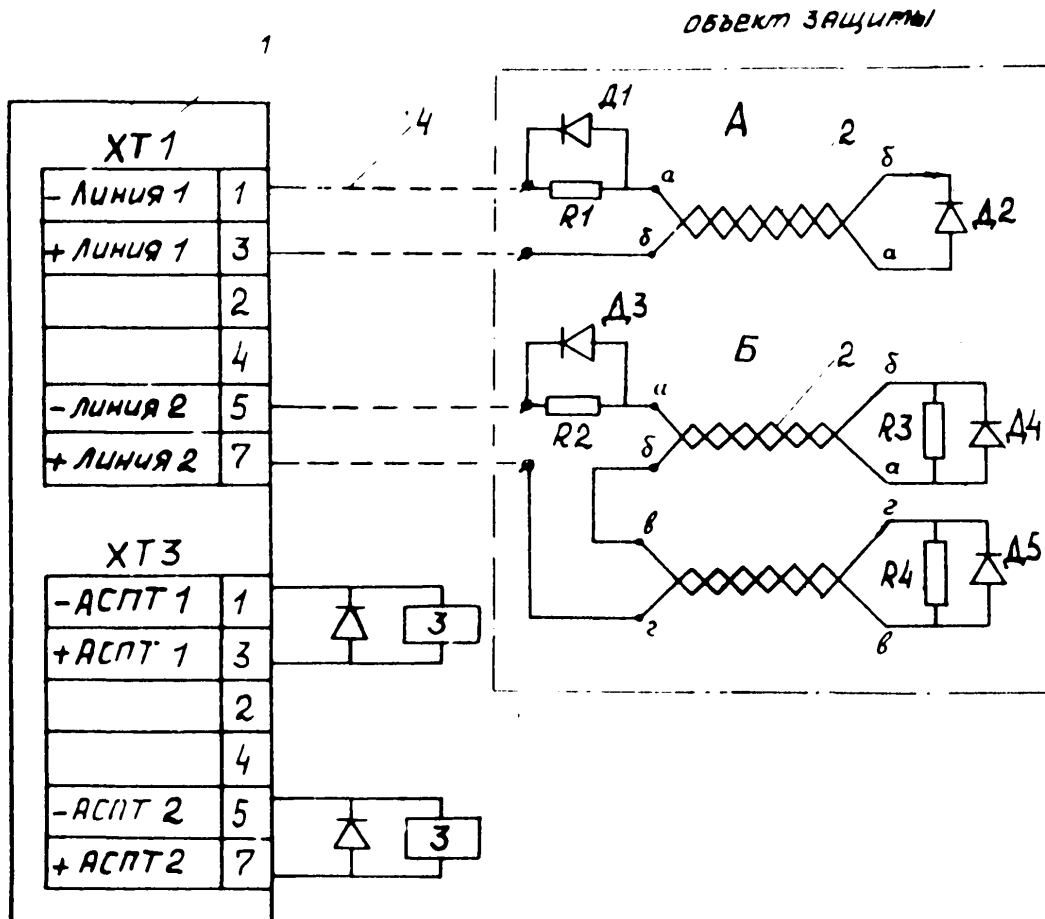 объект защиты
1
XT1
- Линия 1 1
+ Линия 1 3
2
4
- Линия 2 5
+ Линия 2 7
XT3
- АСПТ 1 1
+ АСПТ 1 3
2
4
- АСПТ 2 5
+ АСПТ 2 7
3
3
4
Д1
R1
а
б
А
2
б
а
Д2
Д3
R2
а
б
Б
2
б
а
R3
Д4
в
г
г
в
R4
Д5